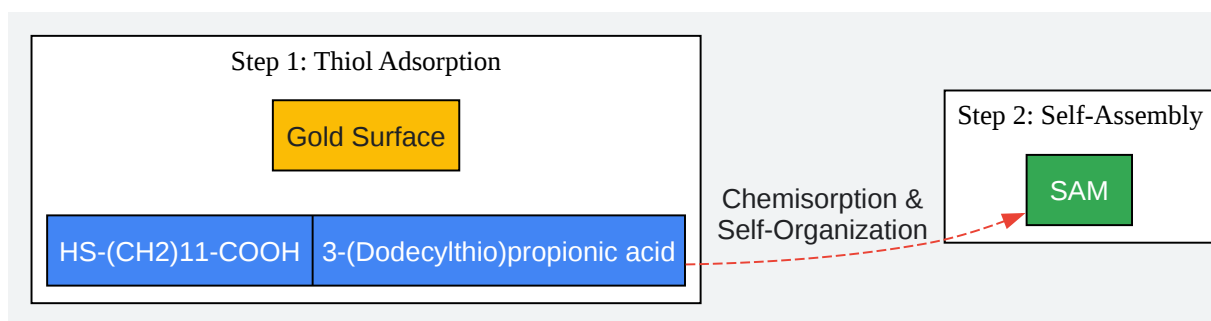 Step 1: Thiol Adsorption
Gold Surface
HS-(CH2)11-COOH
3-(Dodecylthio)propionic acid
Chemisorption &
Self-Organization
Step 2: Self-Assembly
SAM